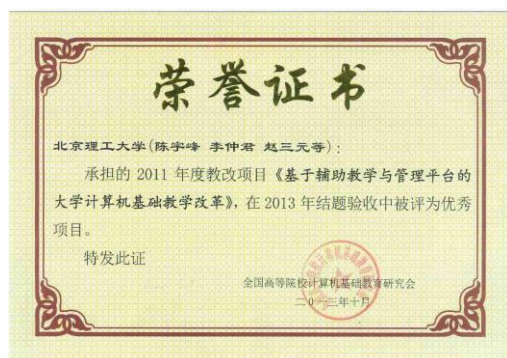 荣誉证书
北京理工大学(陈宇峰 李仲君 赵三元等)：
承担的 2011 年度教改项目《基于辅助教学与管理平台的
大学计算机基础教学改革》，在 2013 年结题验收中被评为优秀
项目。
特发此证
全国高等院校计算机基础教育研究会
二〇一三年十月